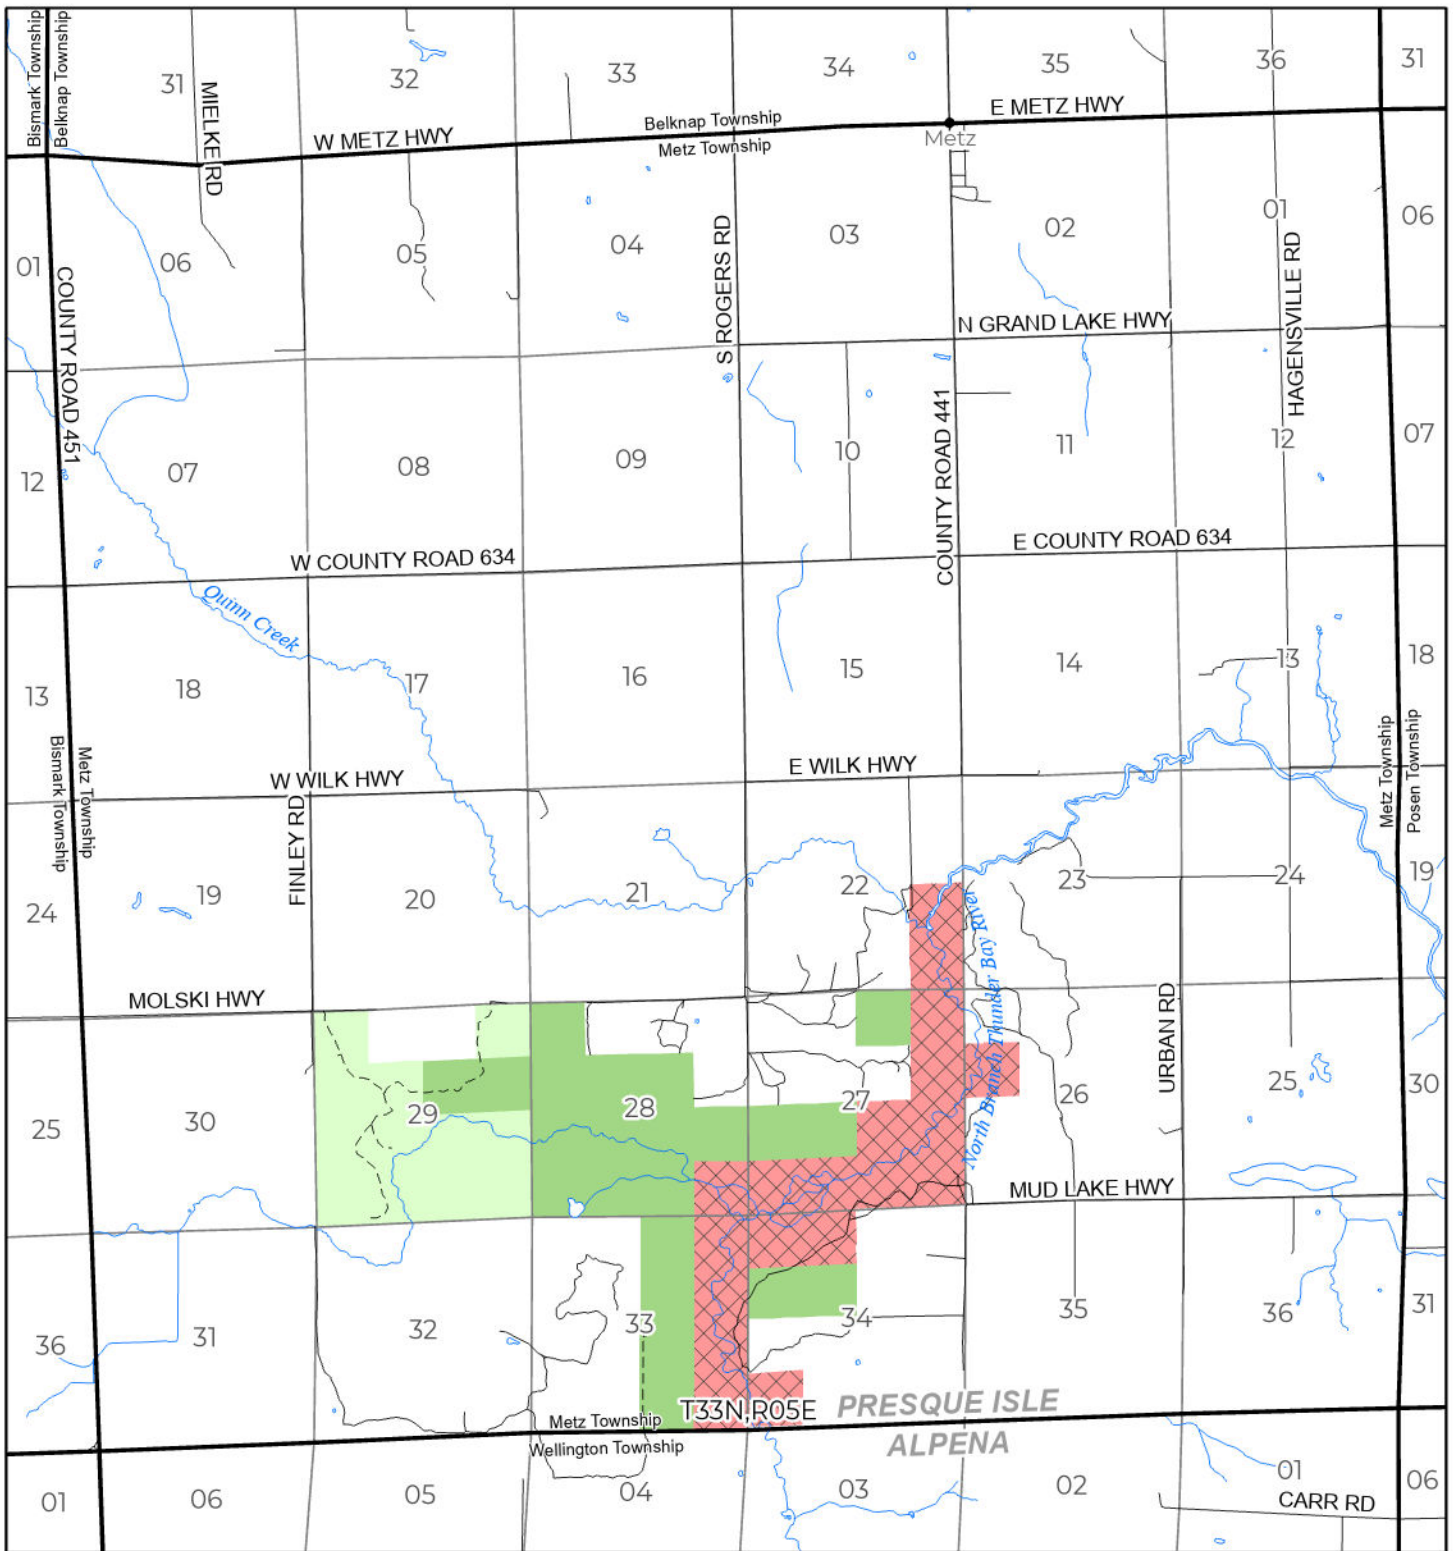 Bismark Township
Belknap Township
31
MIELKE RD
32
33
34
35
36
31
W METZ HWY
Belknap Township
Metz Township
E METZ HWY
Metz
01
COUNTY ROAD 451
06
05
04
S ROGERS RD
03
02
01
HAGENSVILLE RD
06
N GRAND LAKE HWY
12
07
08
09
10
COUNTY ROAD 441
11
12
07
W COUNTY ROAD 634
E COUNTY ROAD 634
Quinn Creek
13
18
17
16
15
14
13
18
Metz Township
Bismark Township
Metz Township
Posen Township
W WILK HWY
E WILK HWY
FINLEY RD
24
19
20
21
22
23
24
19
North Branch Thunder Bay River
MOLSKI HWY
URBAN RD
25
30
29
28
27
26
25
30
MUD LAKE HWY
36
31
32
33
34
35
36
31
T33N,R05E
PRESQUE ISLE
ALPENA
Metz Township
Wellington Township
01
06
05
04
03
02
01
06
CARR RD